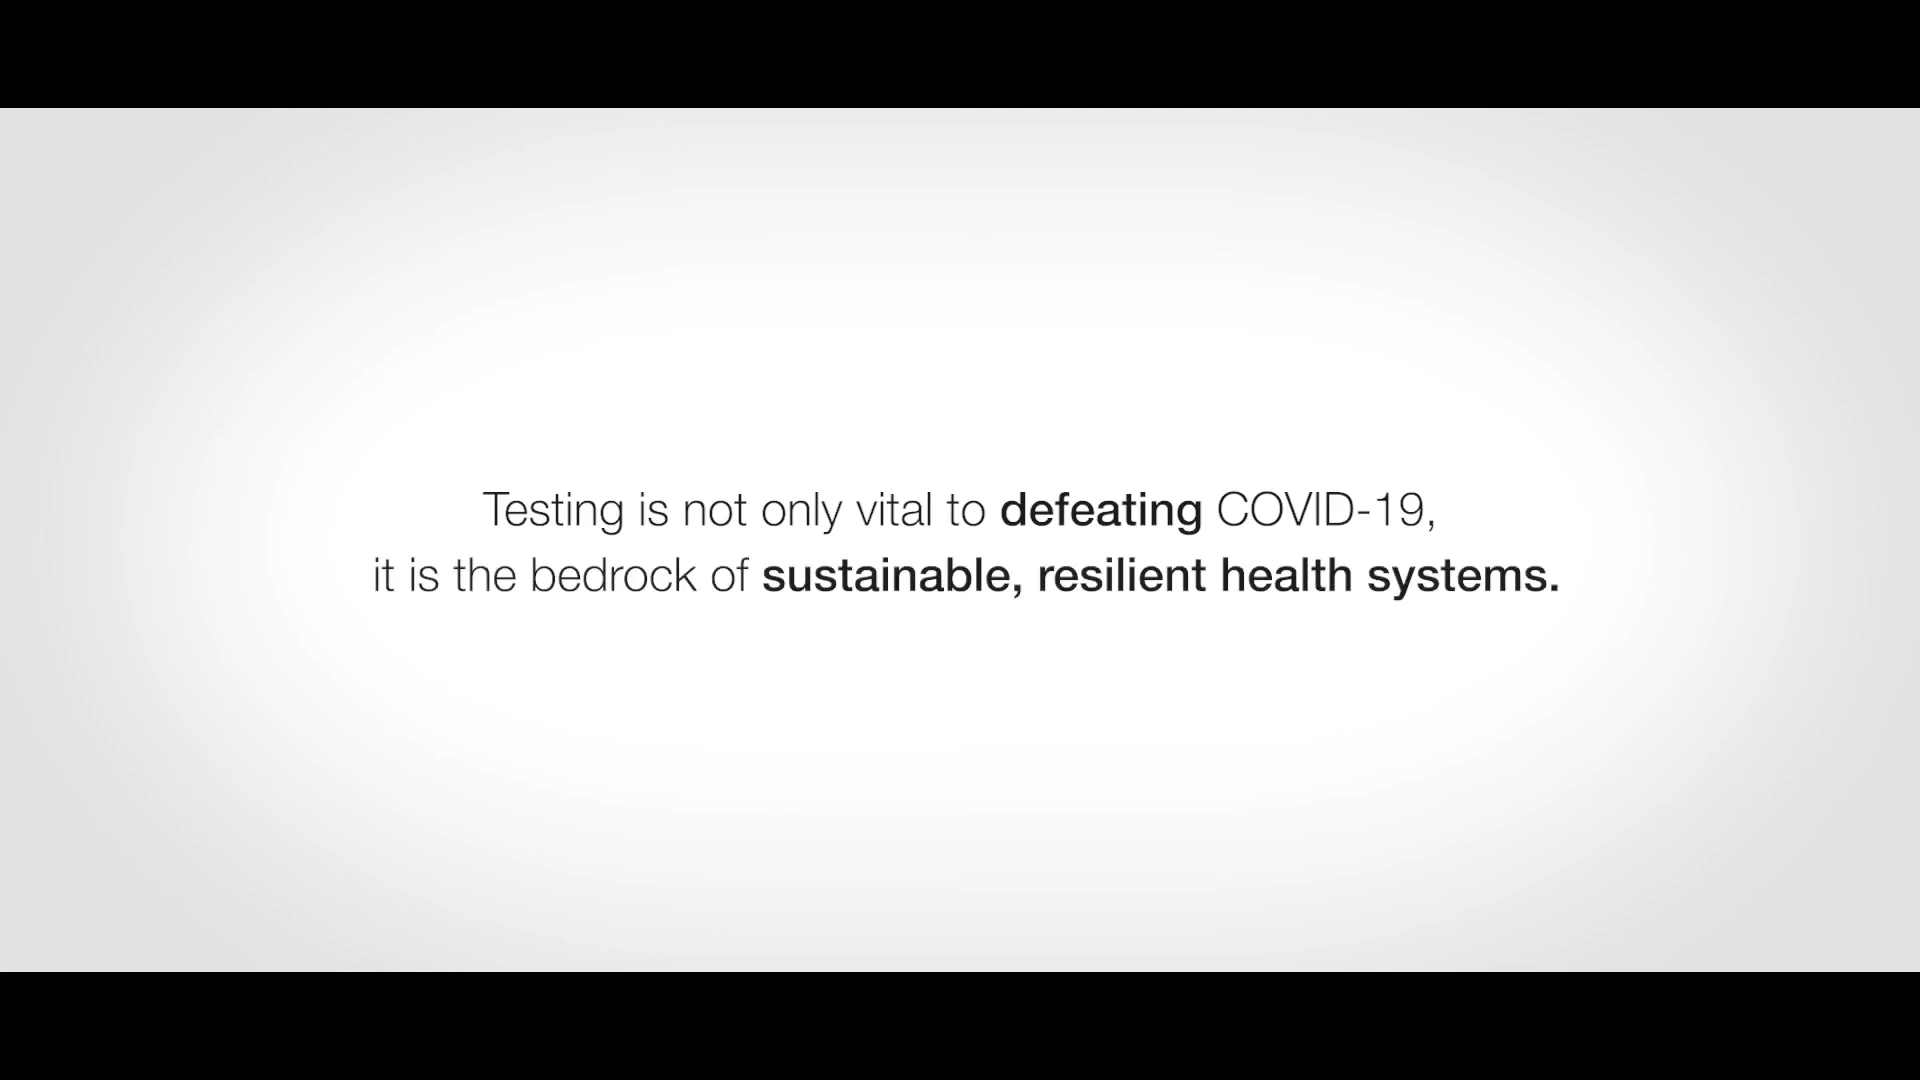 Testing is not only vital to defeating COVID-19,
it is the bedrock of sustainable, resilient health systems.